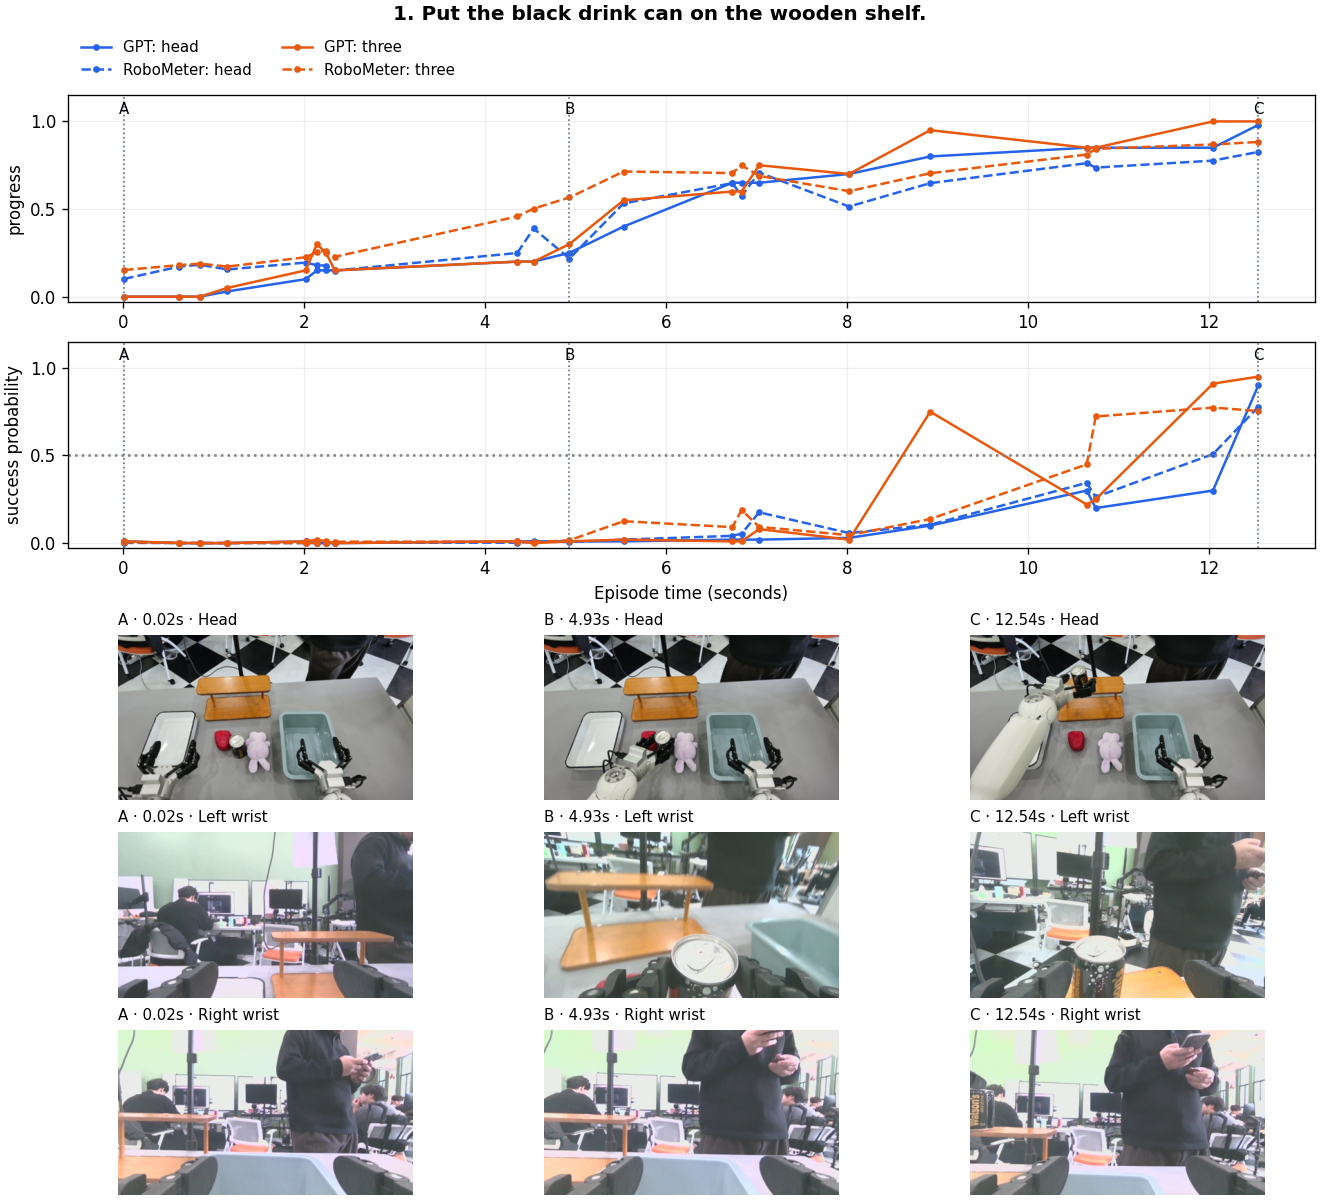 1. Put the black drink can on the wooden shelf.
GPT: head
GPT: three
RoboMeter: head
RoboMeter: three
A
B
C
1.0
0.5
0.0
progress
0
2
4
6
8
10
12
A
B
C
1.0
0.5
0.0
success probability
0
2
4
6
8
10
12
Episode time (seconds)
A · 0.02s · Head
B · 4.93s · Head
C · 12.54s · Head
A · 0.02s · Left wrist
B · 4.93s · Left wrist
C · 12.54s · Left wrist
A · 0.02s · Right wrist
B · 4.93s · Right wrist
C · 12.54s · Right wrist
Watson's